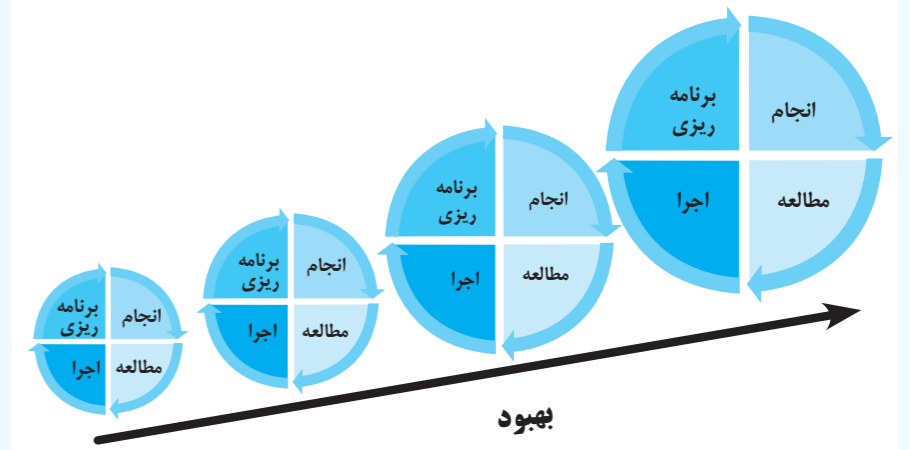 برنامه
ریزی
انجام
اجرا
مطالعه
برنامه
ریزی
انجام
اجرا
مطالعه
برنامه
ریزی
انجام
اجرا
مطالعه
برنامه
ریزی
انجام
اجرا
مطالعه
بهبود